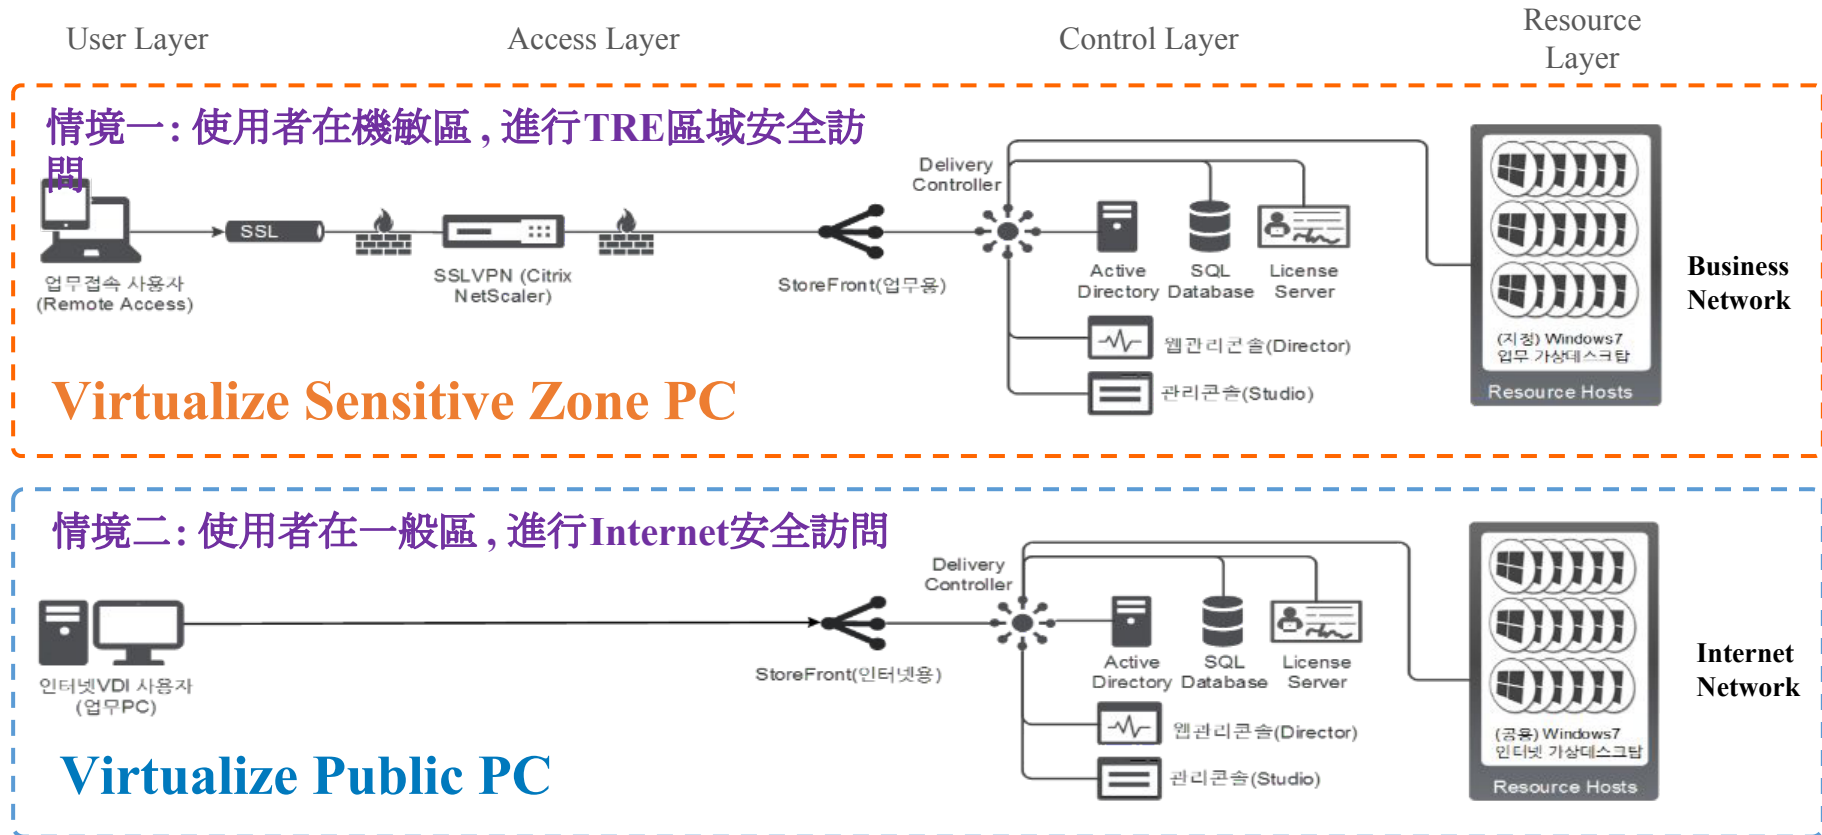 User Layer
Access Layer
Control Layer
Resource
Layer
情境一: 使用者在機敏區 , 進行TRE區域安全訪
問
업무접속 사용자
(Remote Access)
SSL
SSLVPN (Citrix
NetScaler)
StoreFront(업무용)
Delivery
Controller
Active
Directory
SQL
Database
License
Server
웹관리콘솔(Director)
관리콘솔(Studio)
(지정) Windows7
업무 가상데스크탑
Resource Hosts
Business
Network
Virtualize Sensitive Zone PC
情境二: 使用者在一般區 , 進行Internet安全訪問
인터넷VDI 사용자
(업무PC)
StoreFront(인터넷용)
Delivery
Controller
Active
Directory
SQL
Database
License
Server
웹관리콘솔(Director)
관리콘솔(Studio)
(공용) Windows7
인터넷 가상데스크탑
Resource Hosts
Internet
Network
Virtualize Public PC